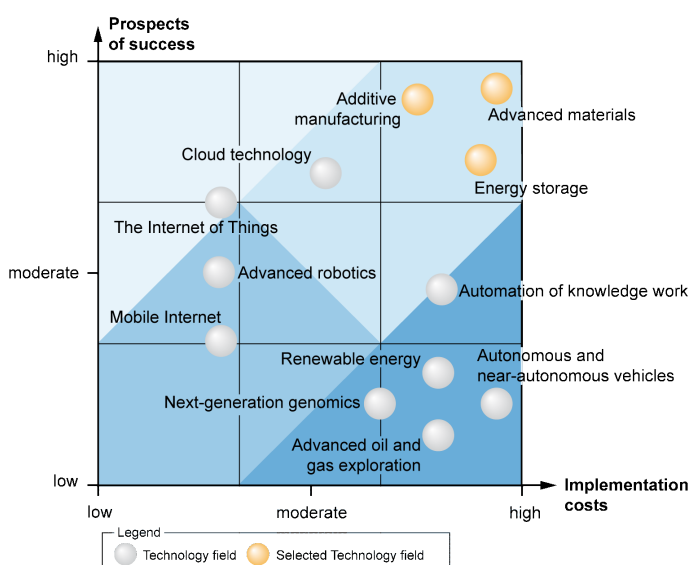 Prospects
of success
high
Additive
manufacturing
Advanced materials
Cloud technology
Energy storage
The Internet of Things
moderate
Advanced robotics
Automation of knowledge work
Mobile Internet
Renewable energy
Autonomous and
near-autonomous vehicles
Next-generation genomics
Advanced oil and
gas exploration
low
Implementation
costs
low
moderate
high
Legend
Technology field
Selected Technology field